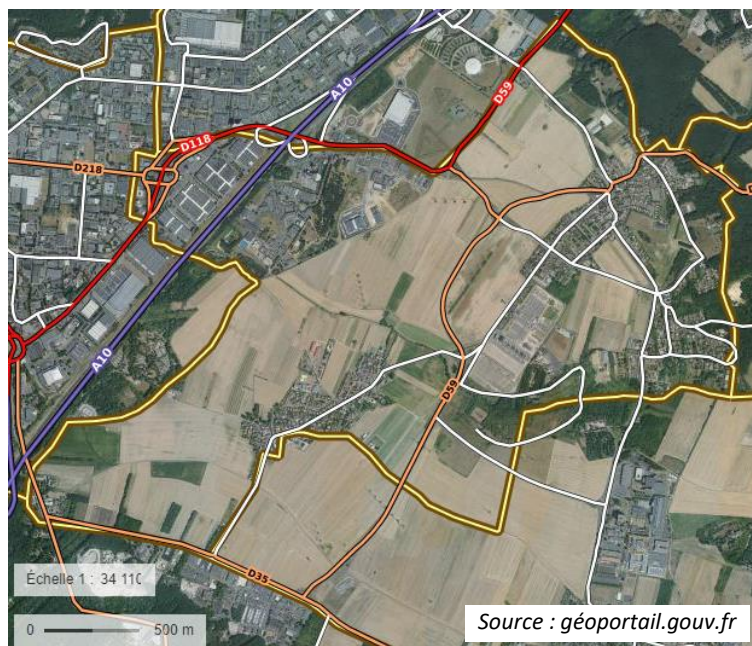 A10
D59
D118
D218
A10
D59
D35
Échelle 1 : 34 110
0 500 m
Source : géoportail.gouv.fr